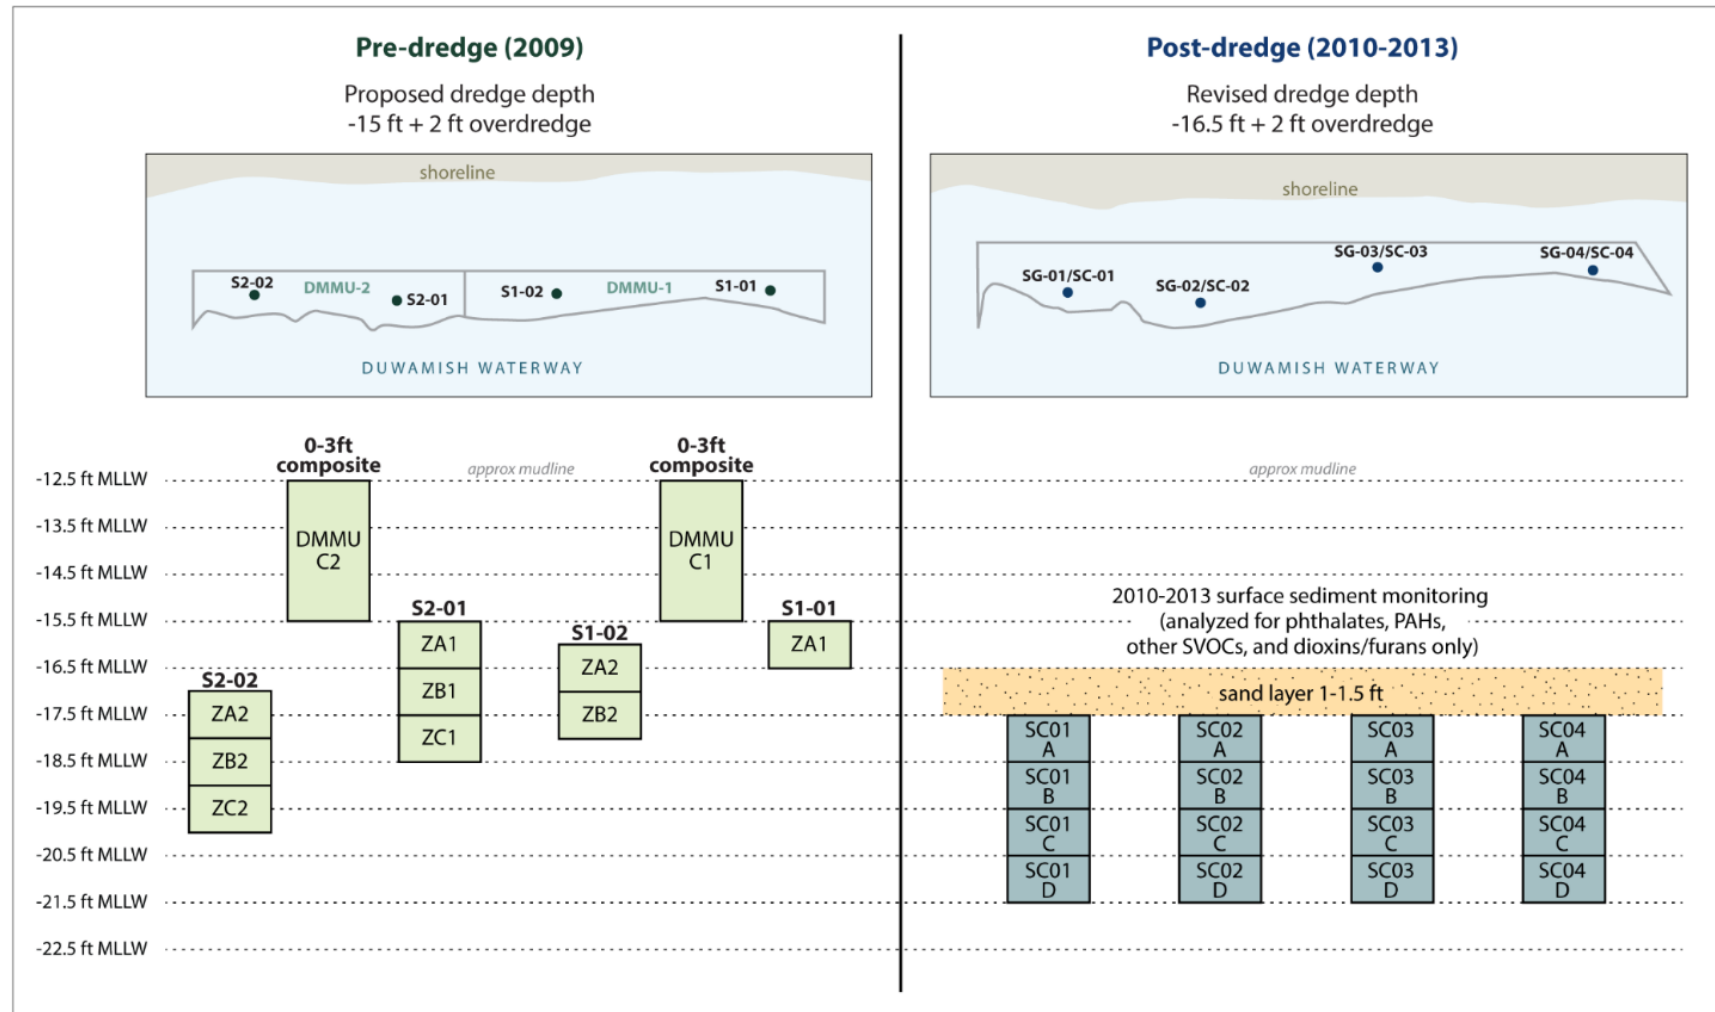 Pre-dredge (2009)
Proposed dredge depth
-15 ft + 2 ft overdredge
shoreline
S2-02
DMMU-2
S2-01
S1-02
DMMU-1
S1-01
DUWAMISH WATERWAY
Post-dredge (2010-2013)
Revised dredge depth
-16.5 ft + 2 ft overdredge
shoreline
SG-01/SC-01
SG-02/SC-02
SG-03/SC-03
SG-04/SC-04
DUWAMISH WATERWAY
-12.5 ft MLLW
-13.5 ft MLLW
-14.5 ft MLLW
-15.5 ft MLLW
-16.5 ft MLLW
-17.5 ft MLLW
-18.5 ft MLLW
-19.5 ft MLLW
-20.5 ft MLLW
-21.5 ft MLLW
-22.5 ft MLLW
S2-02
ZA2
ZB2
ZC2
0-3ft
composite
DMMU
C2
S2-01
ZA1
ZB1
ZC1
approx mudline
S1-02
ZA2
ZB2
0-3ft
composite
DMMU
C1
S1-01
ZA1
approx mudline
2010-2013 surface sediment monitoring
(analyzed for phthalates, PAHs,
other SVOCs, and dioxins/furans only)
sand layer 1-1.5 ft
SC01
A
SC01
B
SC01
C
SC01
D
SC02
A
SC02
B
SC02
C
SC02
D
SC03
A
SC03
B
SC03
C
SC03
D
SC04
A
SC04
B
SC04
C
SC04
D